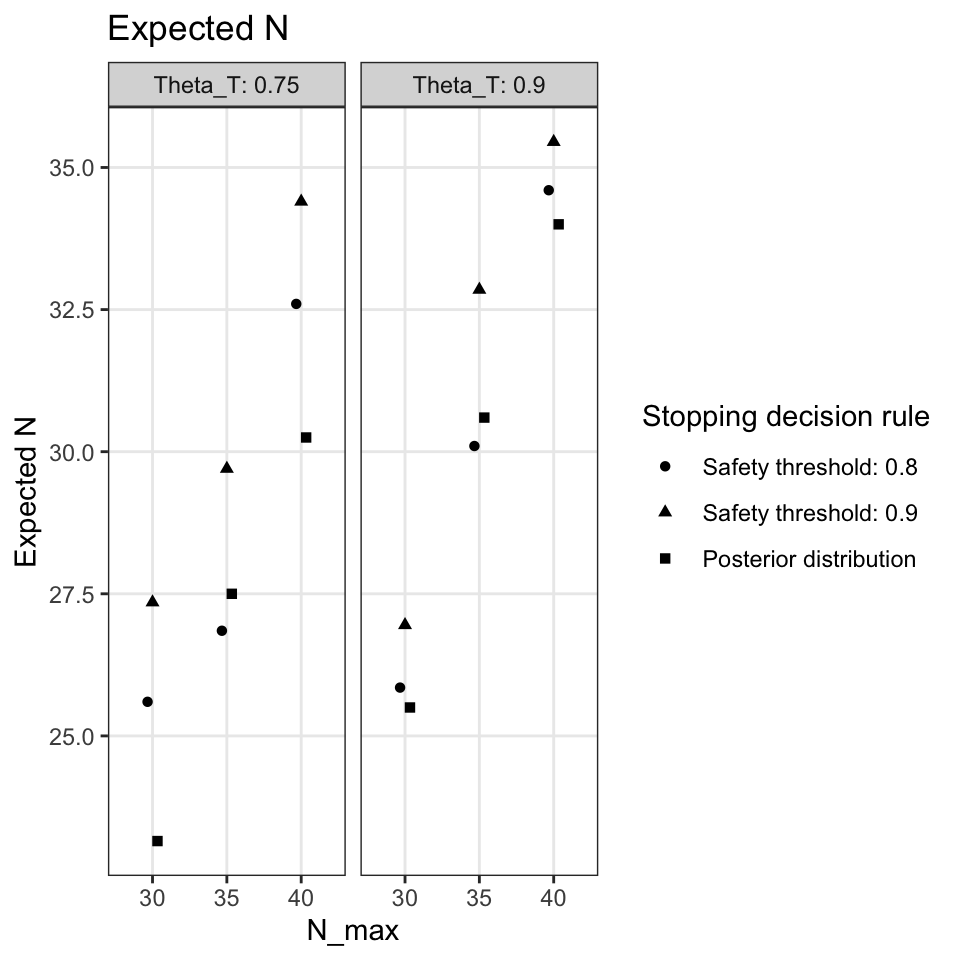 Expected N
Theta_T: 0.75
Theta_T: 0.9
Expected N
35.0
32.5
30.0
27.5
25.0
30 35 40
30 35 40
N_max
Stopping decision rule
Safety threshold: 0.8
Safety threshold: 0.9
Posterior distribution